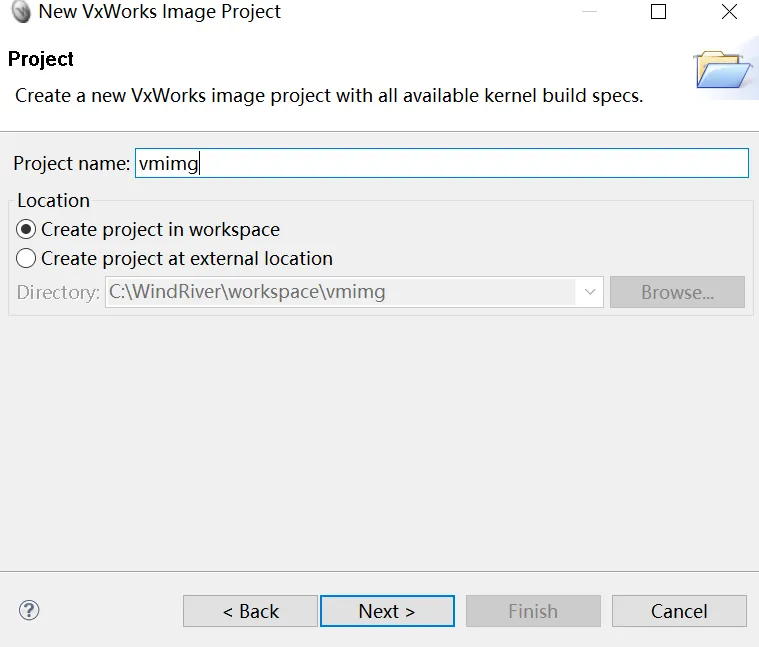 New VxWorks Image Project
Project
Create a new VxWorks image project with all available kernel build specs.
Project name: vmimg
Location
Create project in workspace
Create project at external location
Directory: C:\WindRiver\workspace\vmimg Browse...
? < Back Next > Finish Cancel